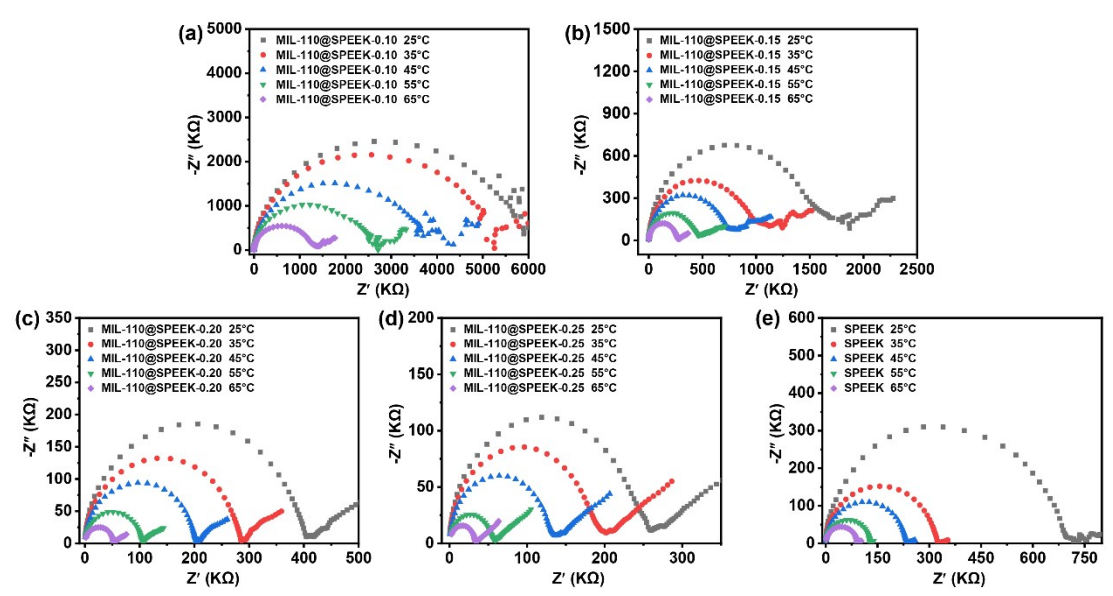 (a)
5000
4000
3000
2000
1000
0
-Z″ (KΩ)
MIL-110@SPEEK-0.10 25°C
MIL-110@SPEEK-0.10 35°C
MIL-110@SPEEK-0.10 45°C
MIL-110@SPEEK-0.10 55°C
MIL-110@SPEEK-0.10 65°C
0 1000 2000 3000 4000 5000 6000
Z′ (KΩ)
(b)
1500
1200
900
600
300
0
-Z″ (KΩ)
MIL-110@SPEEK-0.15 25°C
MIL-110@SPEEK-0.15 35°C
MIL-110@SPEEK-0.15 45°C
MIL-110@SPEEK-0.15 55°C
MIL-110@SPEEK-0.15 65°C
0 500 1000 1500 2000 2500
Z′ (KΩ)
(c)
350
300
250
200
150
100
50
0
-Z″ (KΩ)
MIL-110@SPEEK-0.20 25°C
MIL-110@SPEEK-0.20 35°C
MIL-110@SPEEK-0.20 45°C
MIL-110@SPEEK-0.20 55°C
MIL-110@SPEEK-0.20 65°C
0 100 200 300 400 500
Z′ (KΩ)
(d)
200
150
100
50
0
-Z″ (KΩ)
MIL-110@SPEEK-0.25 25°C
MIL-110@SPEEK-0.25 35°C
MIL-110@SPEEK-0.25 45°C
MIL-110@SPEEK-0.25 55°C
MIL-110@SPEEK-0.25 65°C
0 100 200 300
Z′ (KΩ)
(e)
600
500
400
300
200
100
0
-Z″ (KΩ)
SPEEK 25°C
SPEEK 35°C
SPEEK 45°C
SPEEK 55°C
SPEEK 65°C
0 150 300 450 600 750
Z′ (KΩ)